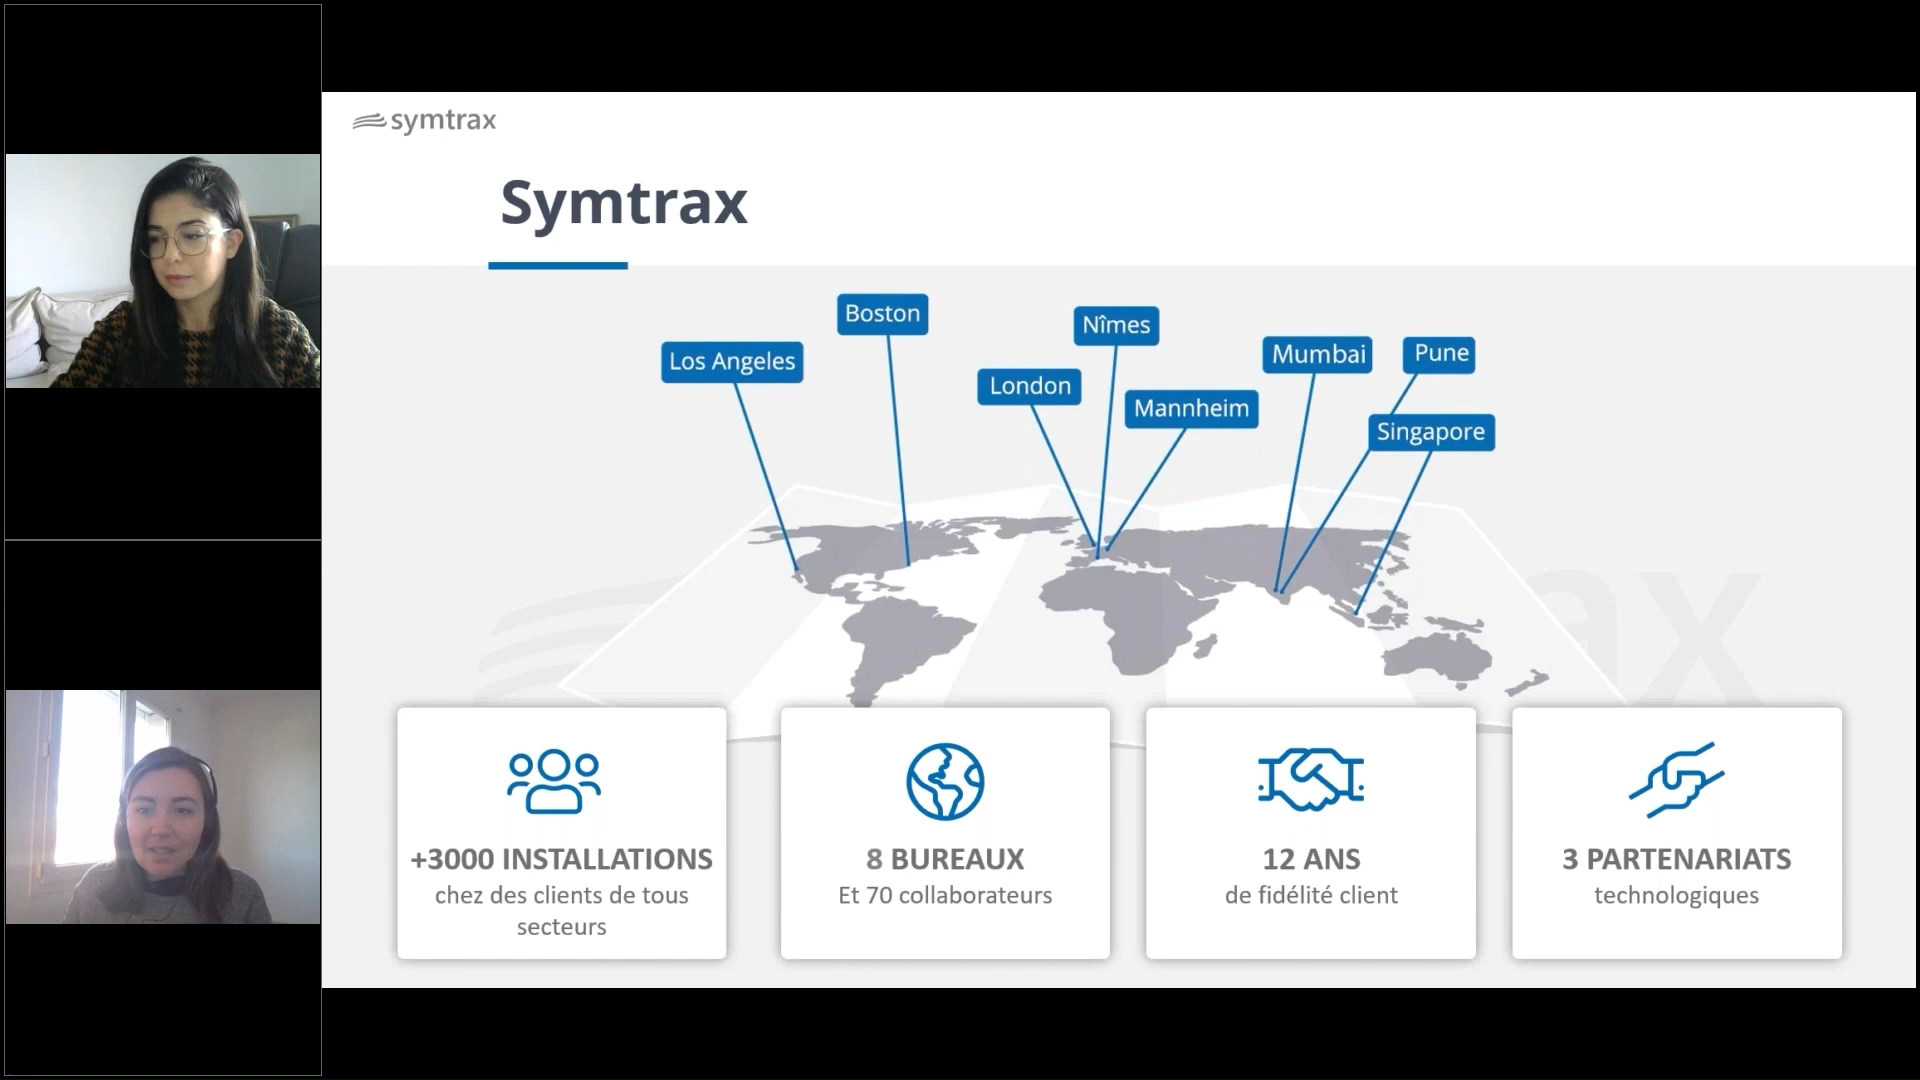 symtrax
Symtrax
Boston
Nîmes
Los Angeles
London
Mumbai
Pune
Mannheim
Singapore
ax
+3000 INSTALLATIONS
chez des clients de tous
secteurs
8 BUREAUX
Et 70 collaborateurs
12 ANS
de fidélité client
3 PARTENARIATS
technologiques